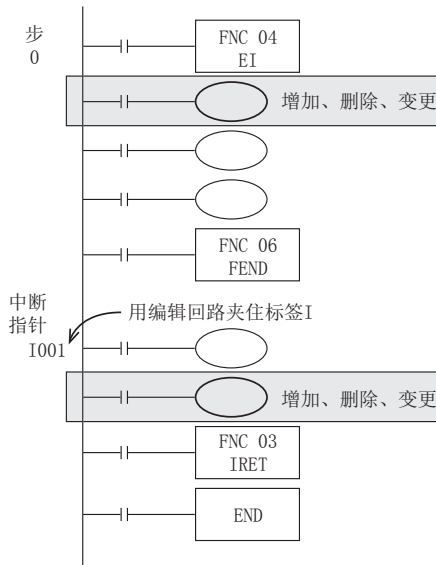 步
0
FNC 04
EI
增加、删除、变更
FNC 06
FEND
中断
指针
I001
用编辑回路夹住标签I
增加、删除、变更
FNC 03
IRET
END